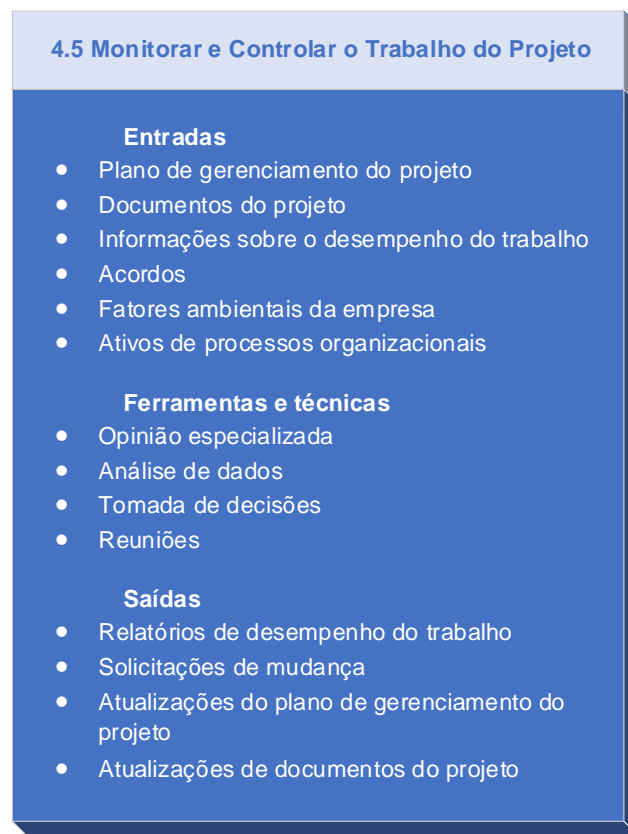 4.5 Monitorar e Controlar o Trabalho do Projeto
Entradas
• Plano de gerenciamento do projeto
• Documentos do projeto
• Informações sobre o desempenho do trabalho
• Acordos
• Fatores ambientais da empresa
• Ativos de processos organizacionais
Ferramentas e técnicas
• Opinião especializada
• Análise de dados
• Tomada de decisões
• Reuniões
Saídas
• Relatórios de desempenho do trabalho
• Solicitações de mudança
• Atualizações do plano de gerenciamento do
projeto
• Atualizações de documentos do projeto